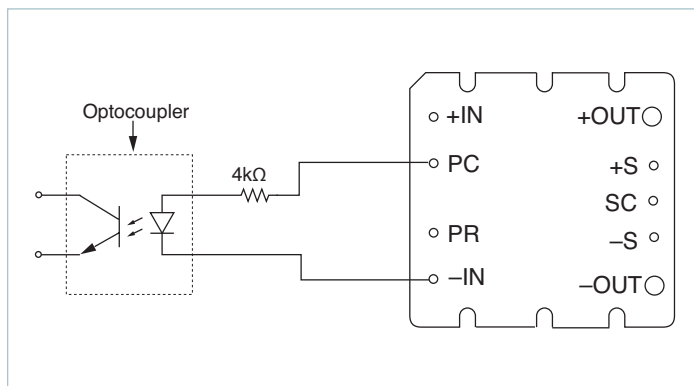 Optocoupler
4kΩ
+IN
PC
PR
–IN
+OUT
+S
SC
–S
–OUT